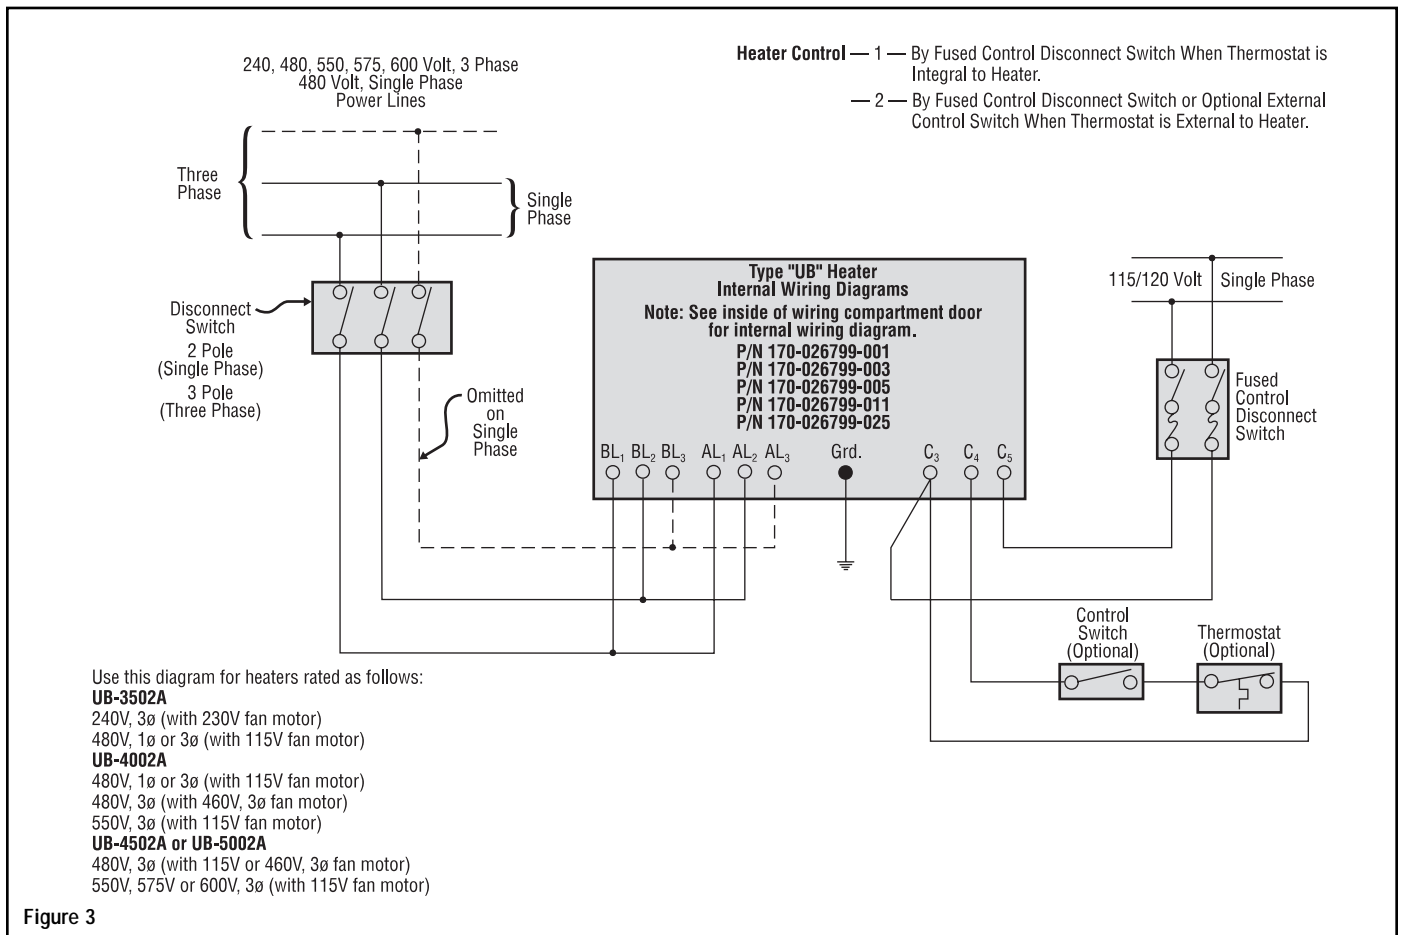 240, 480, 550, 575, 600 Volt, 3 Phase
480 Volt, Single Phase
Power Lines
Heater Control — 1 — By Fused Control Disconnect Switch When Thermostat is
Integral to Heater.
— 2 — By Fused Control Disconnect Switch or Optional External
Control Switch When Thermostat is External to Heater.
Three
Phase
Single
Phase
Disconnect
Switch
2 Pole
(Single Phase)
3 Pole
(Three Phase)
Omitted
on
Single
Phase
Type "UB" Heater
Internal Wiring Diagrams
Note: See inside of wiring compartment door
for internal wiring diagram.
P/N 170-026799-001
P/N 170-026799-003
P/N 170-026799-005
P/N 170-026799-011
P/N 170-026799-025
BL₁ BL₂ BL₃ AL₁ AL₂ AL₃ Grd. C₃ C₄ C₅
115/120 Volt Single Phase
Fused
Control
Disconnect
Switch
Control
Switch
(Optional)
Thermostat
(Optional)
Use this diagram for heaters rated as follows:
UB-3502A
240V, 3ø (with 230V fan motor)
480V, 1ø or 3ø (with 115V fan motor)
UB-4002A
480V, 1ø or 3ø (with 115V fan motor)
480V, 3ø (with 460V, 3ø fan motor)
550V, 3ø (with 115V fan motor)
UB-4502A or UB-5002A
480V, 3ø (with 115V or 460V, 3ø fan motor)
550V, 575V or 600V, 3ø (with 115V fan motor)
Figure 3